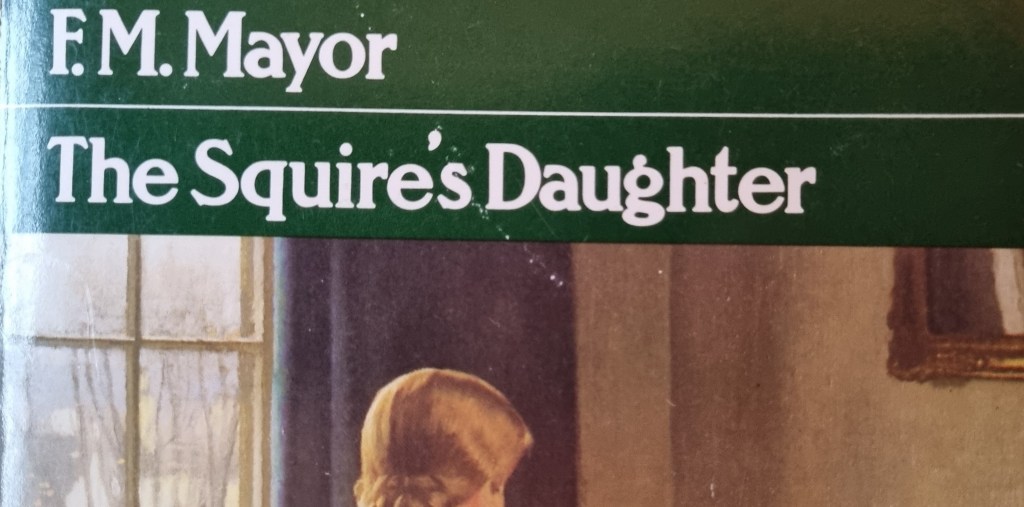 F. M. Mayor
The Squire's Daughter